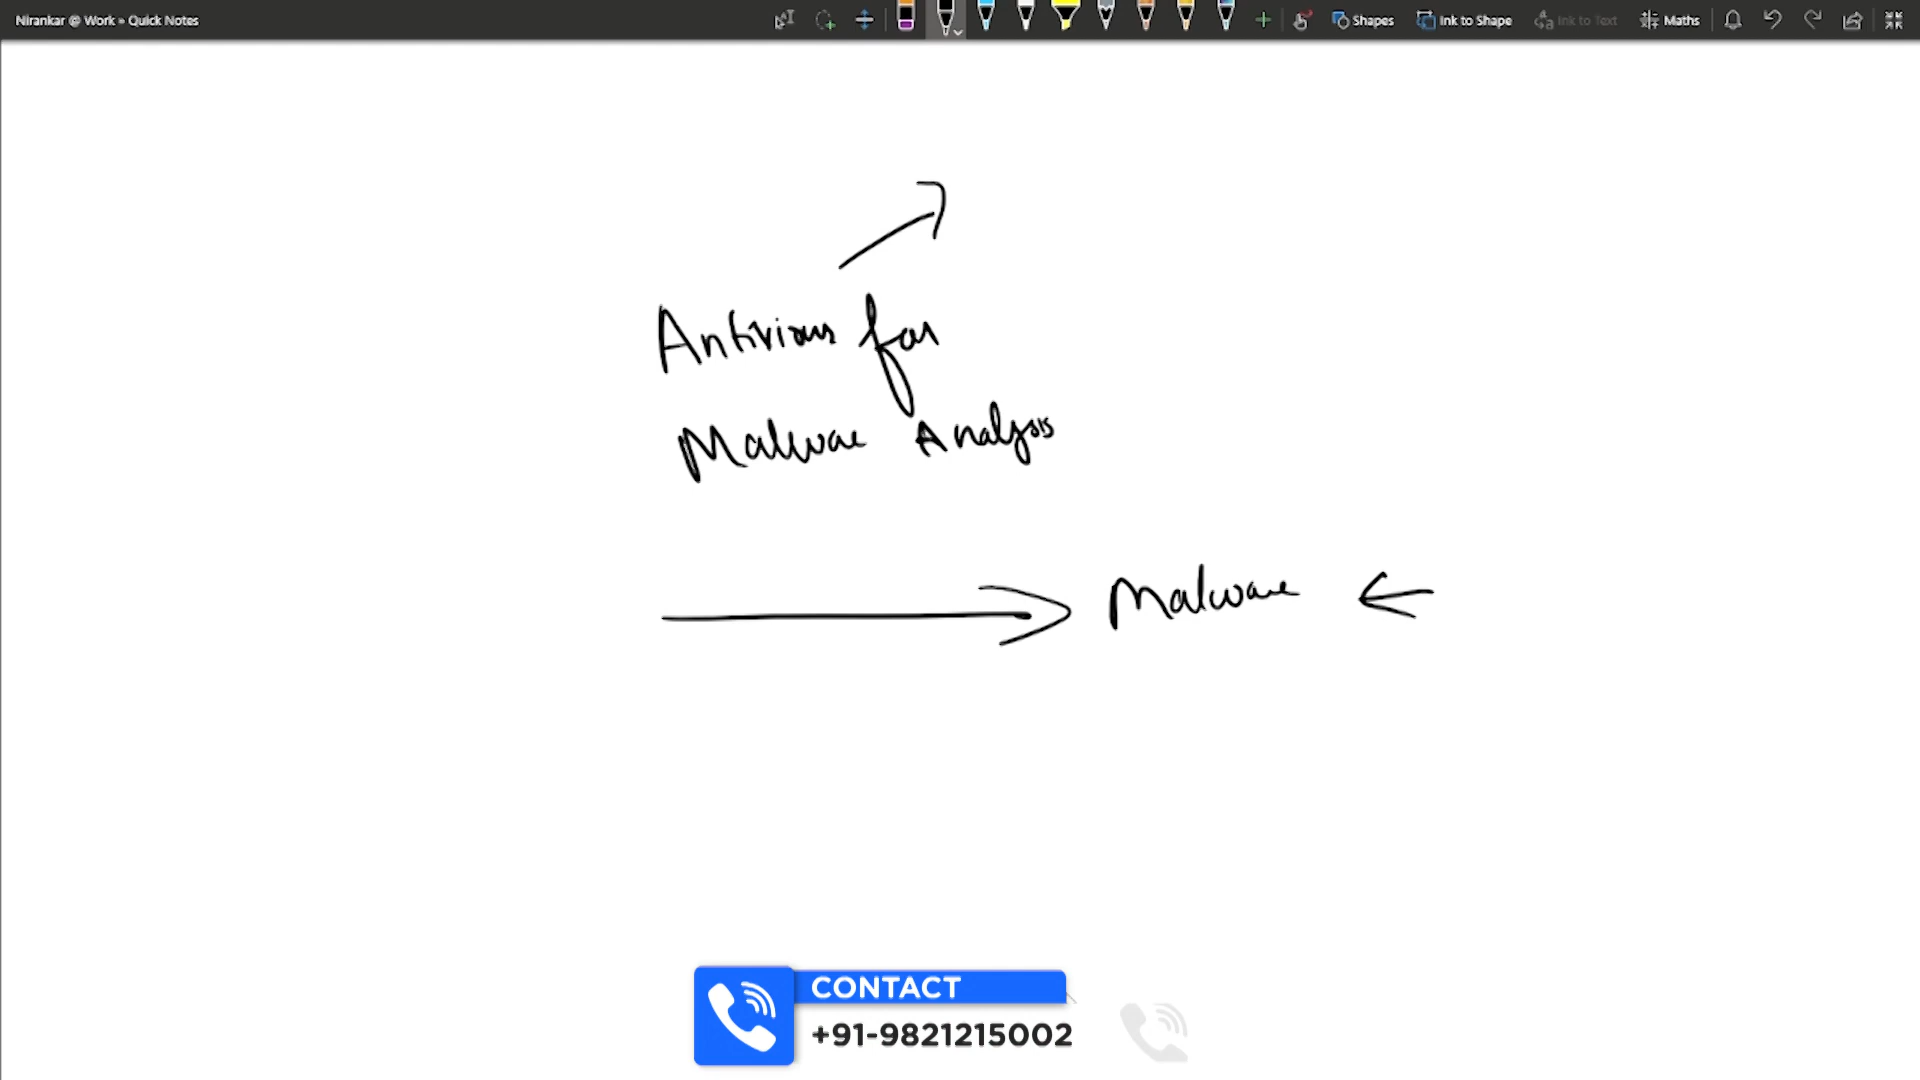 Nirankar @ Work » Quick Notes
Shapes Ink to Shape Ink to Text Maths
Antivirus for
Malware Analysis
Malware
CONTACT
+91-9821215002